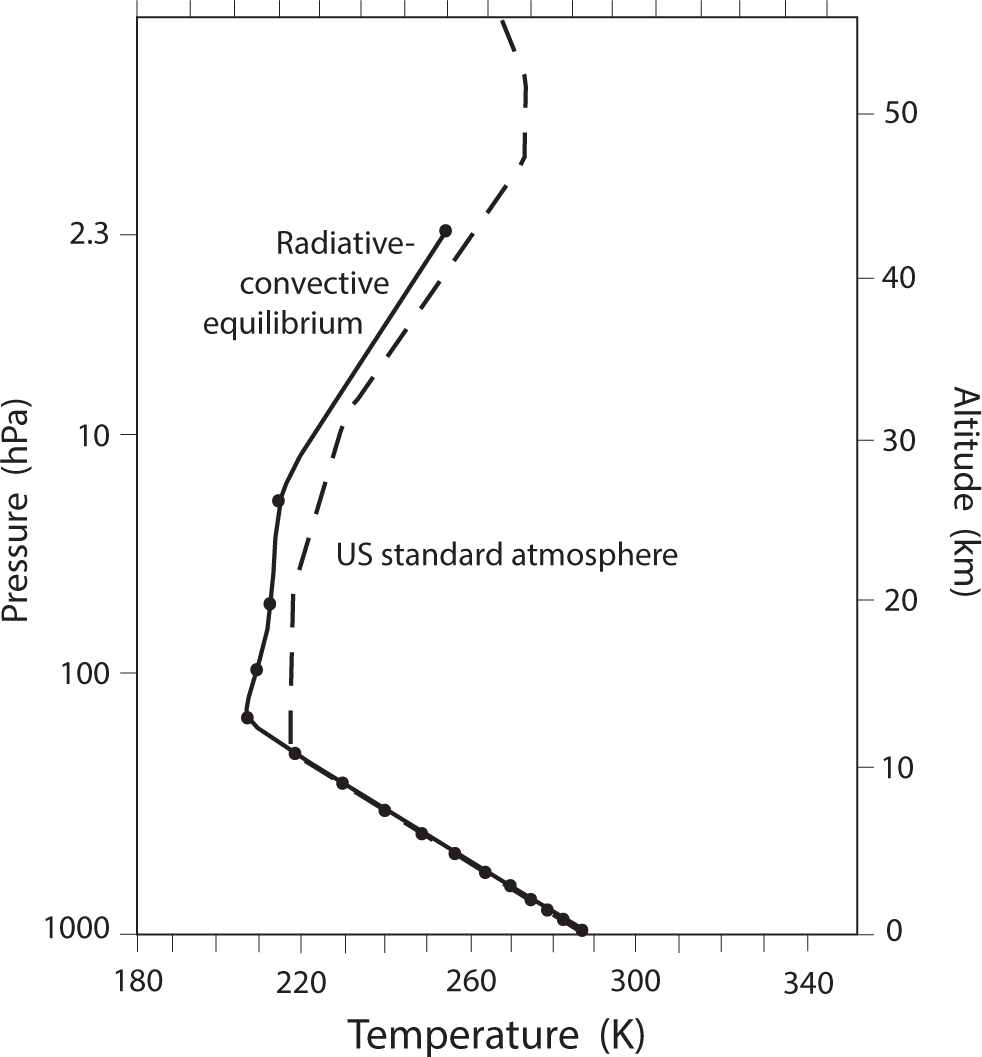 2.3
10
100
1000
Pressure (hPa)
Radiative-
convective
equilibrium
US standard atmosphere
50
40
30
20
10
0
Altitude (km)
180
220
260
300
340
Temperature (K)